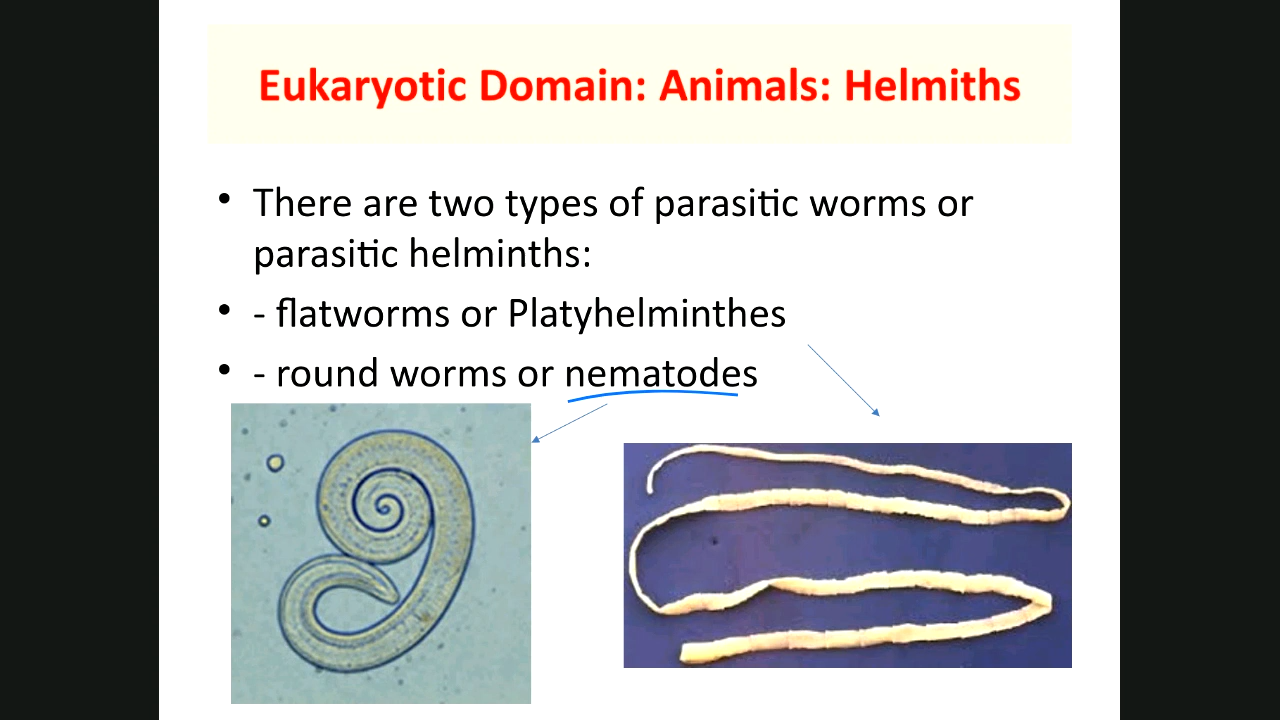 Eukaryotic Domain: Animals: Helmiths
• There are two types of parasitic worms or
parasitic helminths:
• - flatworms or Platyhelminthes
• - round worms or nematodes